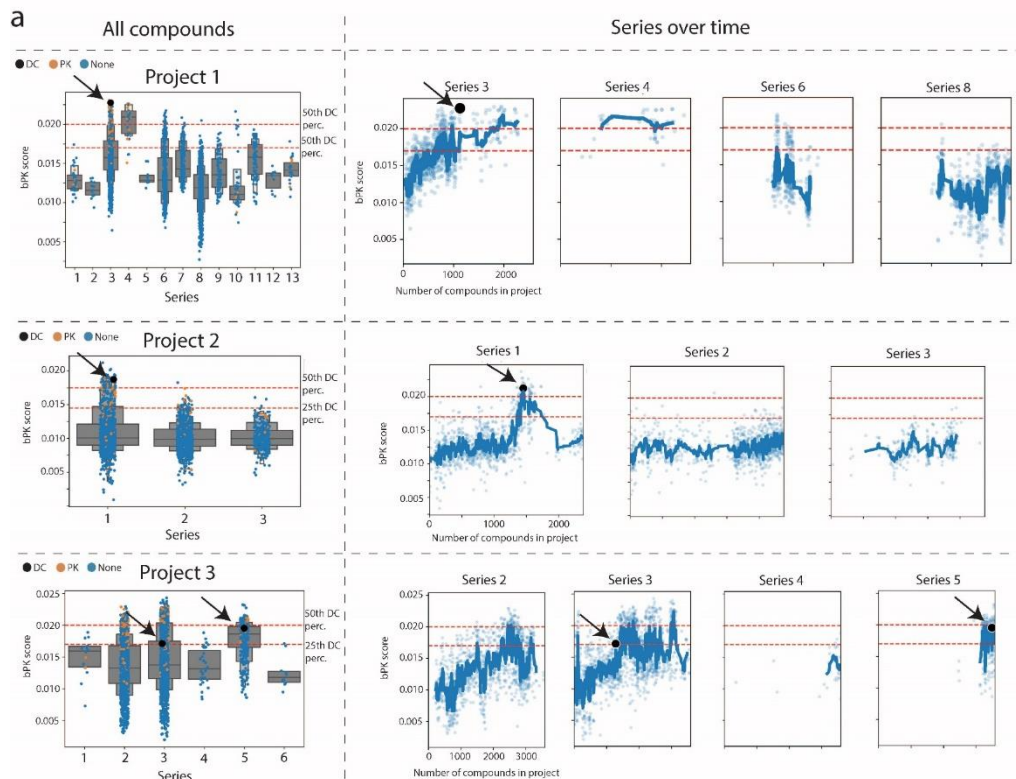 a
All compounds
Series over time
DC PK None
Project 1
50th DC
perc.
50th DC
perc.
bPK score
0.020
0.015
0.010
0.005
1 2 3 4 5 6 7 8 9 10 11 12 13
Series
Series 3
Series 4
Series 6
Series 8
bPK score
0.020
0.015
0.010
0.005
0 1000 2000
Number of compounds in project
DC PK None
Project 2
50th DC
perc.
25th DC
perc.
bPK score
0.020
0.015
0.010
0.005
1 2 3
Series
Series 1
Series 2
Series 3
bPK score
0.020
0.015
0.010
0.005
0 1000 2000
Number of compounds in project
DC PK None
Project 3
50th DC
perc.
25th DC
perc.
bPK score
0.025
0.020
0.015
0.010
0.005
1 2 3 4 5 6
Series
Series 2
Series 3
Series 4
Series 5
bPK score
0.025
0.020
0.015
0.010
0.005
0 1000 2000 3000
Number of compounds in project